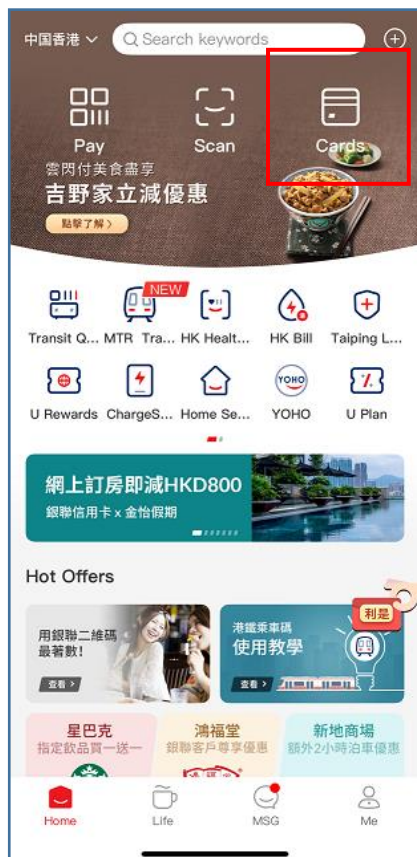 中国香港
Search keywords
Pay
Scan
Cards
雲閃付美食盡享
吉野家立減優惠
點擊了解 >
NEW
Transit Q...
MTR Tra...
HK Healt...
HK Bill
Taiping L...
U Rewards
ChargeS...
Home Se...
YOHO
YOHO
U Plan
網上訂房即減HKD800
銀聯信用卡 x 金怡假期
Hot Offers
用銀聯二維碼
最著數!
查看 >
港鐵乘車碼
使用教學
查看 >
利是
星巴克
指定飲品買一送一
鴻福堂
銀聯客戶尊享優惠
新地商場
額外2小時泊車優惠
Home
Life
MSG
Me